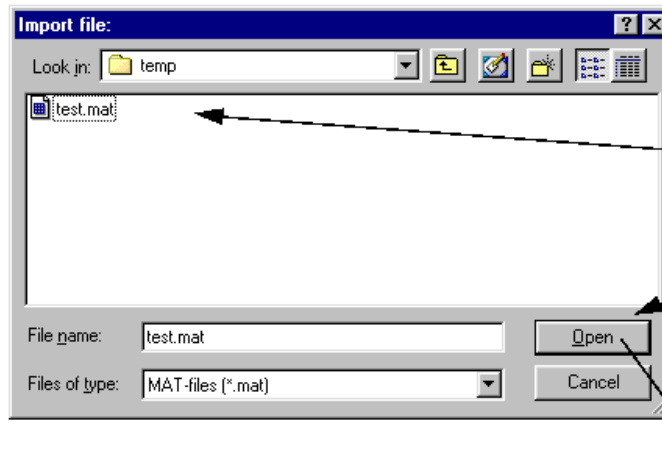 Import file:
Look in: temp
test.mat
File name: test.mat
Open
Files of type: MAT-files (*.mat)
Cancel